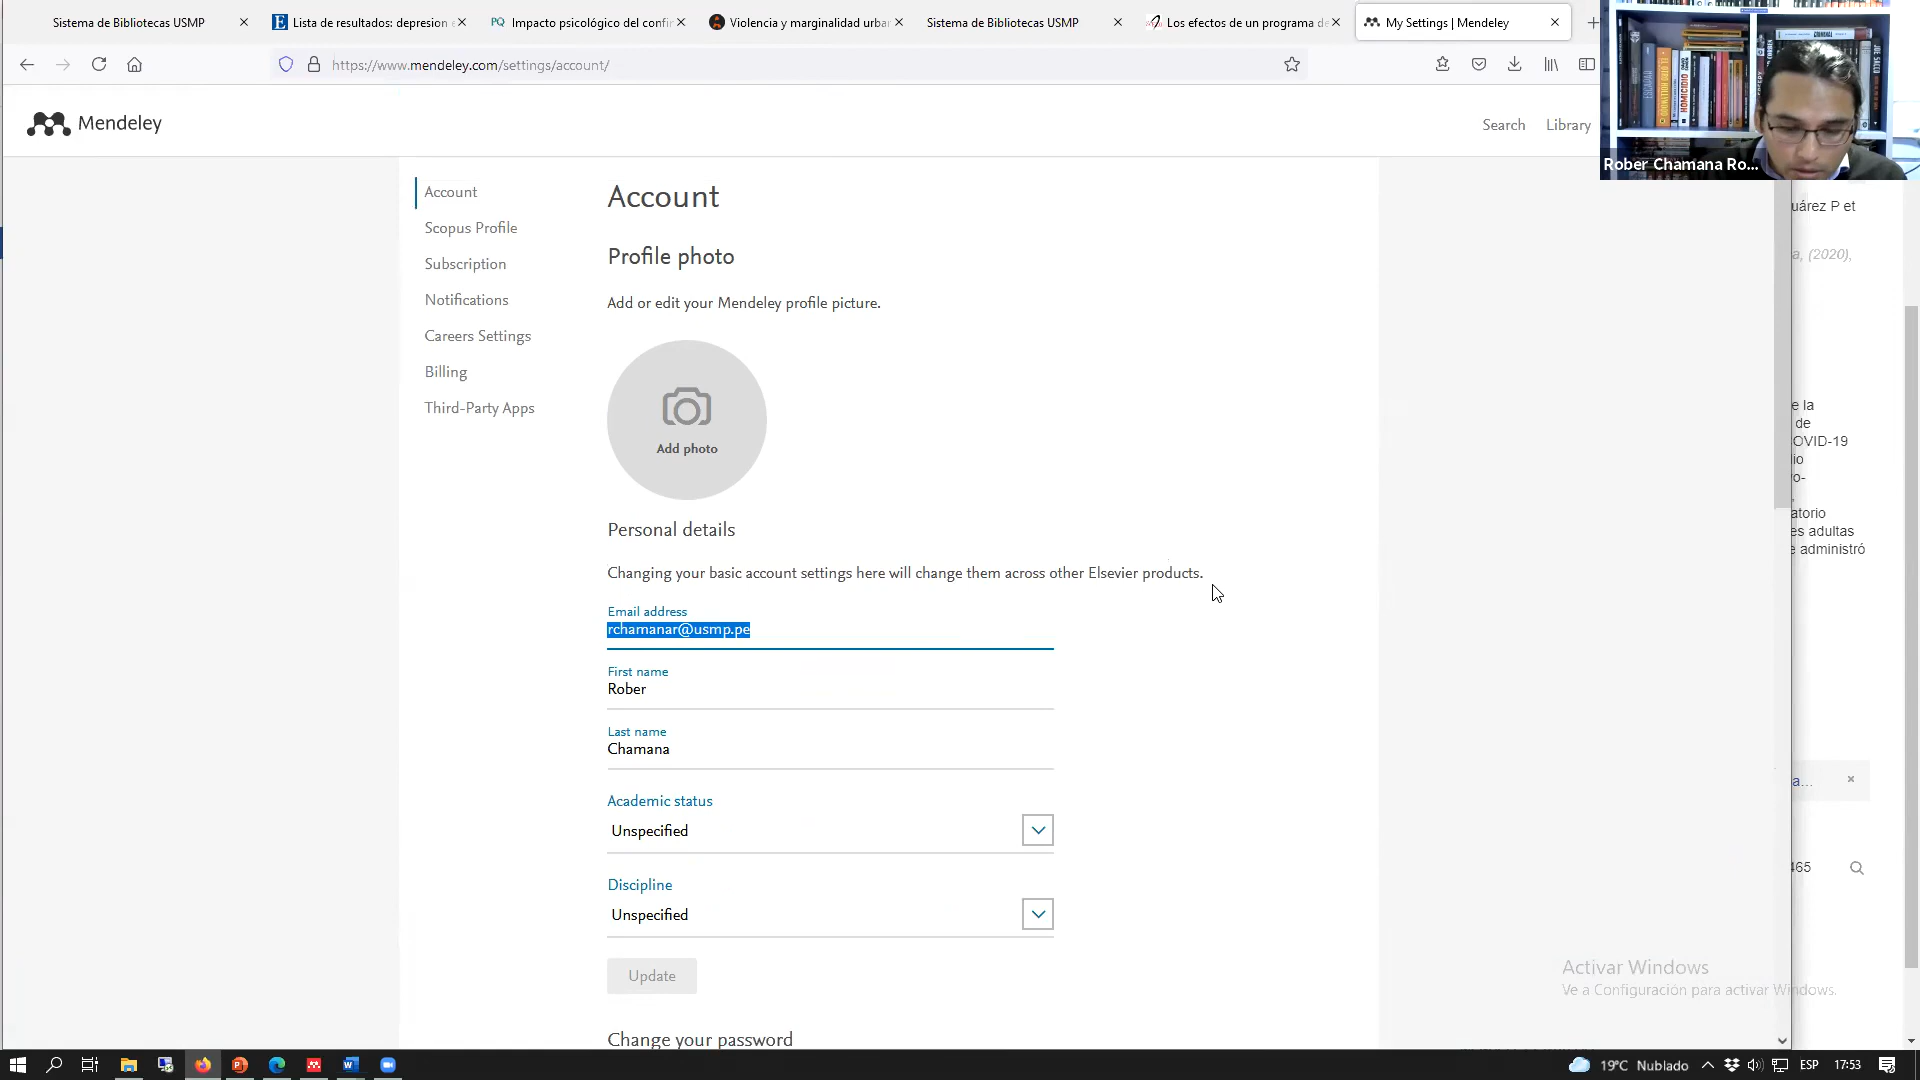 Sistema de Bibliotecas USMP
Lista de resultados: depresion e
PQ Impacto psicológico del confin
Violencia y marginalidad urban
Sistema de Bibliotecas USMP
Los efectos de un programa de
My Settings | Mendeley
https://www.mendeley.com/settings/account/
Mendeley
Search
Library
Rober Chamana Ro...
Account
Scopus Profile
Subscription
Notifications
Careers Settings
Billing
Third-Party Apps
Account
Profile photo
Add or edit your Mendeley profile picture.
Add photo
Personal details
Changing your basic account settings here will change them across other Elsevier products.
Email address
rchamanar@usmp.pe
First name
Rober
Last name
Chamana
Academic status
Unspecified
Discipline
Unspecified
Update
Change your password
uárez P et
a, (2020),
e la
de
OVID-19
lio
vo-
atorio
es adultas
e administró
a...
465
Activar Windows
Ve a Configuración para activar Windows.
19°C Nublado
ESP
17:53